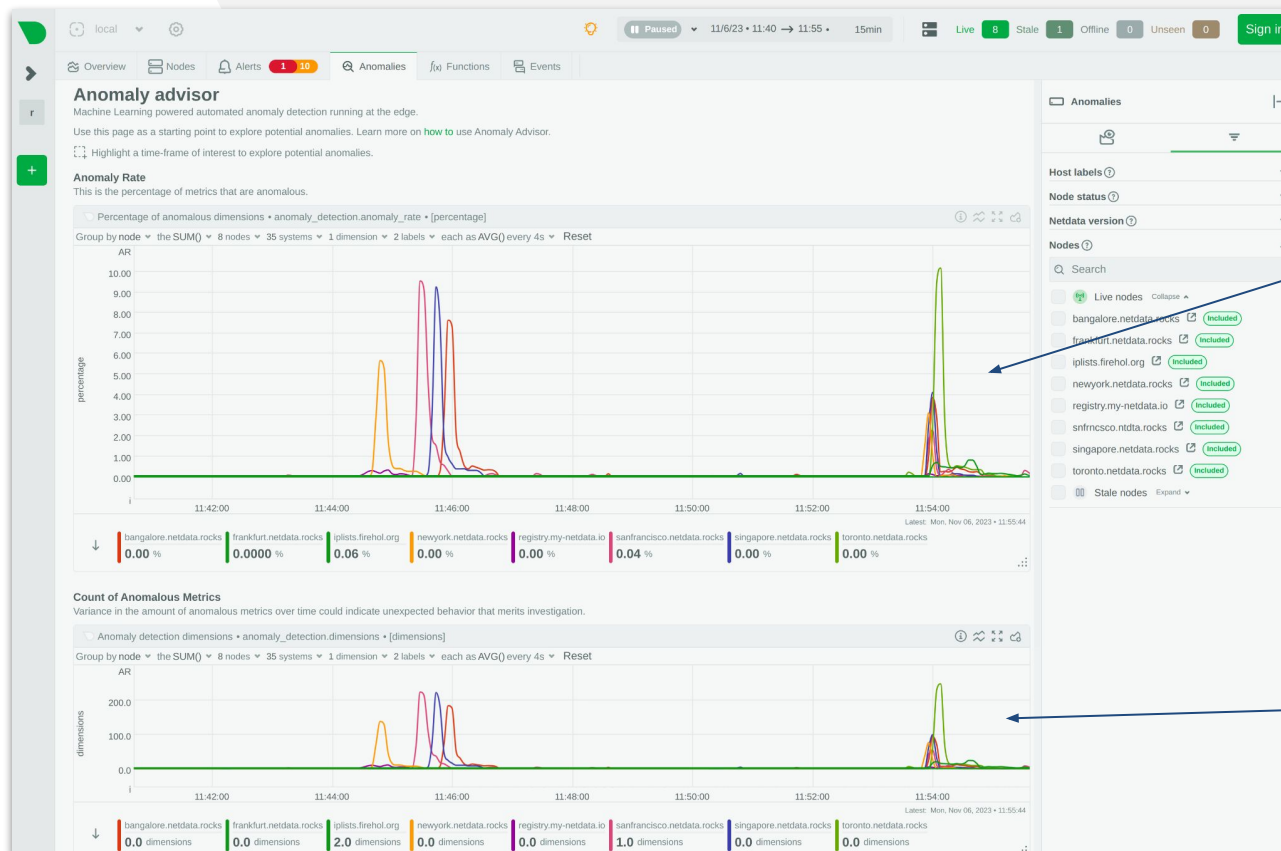 local
Paused 11/6/23 • 11:40 → 11:55 • 15min
Live 8 Stale 1 Offline 0 Unseen 0 Sign in
Overview Nodes Alerts 1 10 Anomalies f(x) Functions Events
r
+
Anomaly advisor
Machine Learning powered automated anomaly detection running at the edge.
Use this page as a starting point to explore potential anomalies. Learn more on how to use Anomaly Advisor.
Highlight a time-frame of interest to explore potential anomalies.
Anomaly Rate
This is the percentage of metrics that are anomalous.
Percentage of anomalous dimensions • anomaly_detection.anomaly_rate • [percentage]
Group by node the SUM() 8 nodes 35 systems 1 dimension 2 labels each as AVG() every 4s Reset
AR
10.00
9.00
8.00
7.00
6.00
5.00
4.00
3.00
2.00
1.00
0.00
percentage
i
11:42:00 11:44:00 11:46:00 11:48:00 11:50:00 11:52:00 11:54:00
Latest: Mon, Nov 06, 2023 • 11:55:44
bangalore.netdata.rocks frankfurt.netdata.rocks iplists.firehol.org newyork.netdata.rocks registry.my-netdata.io sanfrancisco.netdata.rocks singapore.netdata.rocks toronto.netdata.rocks
0.00 % 0.0000 % 0.06 % 0.00 % 0.00 % 0.04 % 0.00 % 0.00 %
Count of Anomalous Metrics
Variance in the amount of anomalous metrics over time could indicate unexpected behavior that merits investigation.
Anomaly detection dimensions • anomaly_detection.dimensions • [dimensions]
Group by node the SUM() 8 nodes 35 systems 1 dimension 2 labels each as AVG() every 4s Reset
AR
200.0
100.0
0.0
dimensions
i
11:42:00 11:44:00 11:46:00 11:48:00 11:50:00 11:52:00 11:54:00
Latest: Mon, Nov 06, 2023 • 11:55:44
bangalore.netdata.rocks frankfurt.netdata.rocks iplists.firehol.org newyork.netdata.rocks registry.my-netdata.io sanfrancisco.netdata.rocks singapore.netdata.rocks toronto.netdata.rocks
0.0 dimensions 0.0 dimensions 2.0 dimensions 0.0 dimensions 0.0 dimensions 1.0 dimensions 0.0 dimensions 0.0 dimensions
Anomalies
Host labels ?
Node status ?
Netdata version ?
Nodes ?
Search
Live nodes Collapse
bangalore.netdata.rocks Included
frankfurt.netdata.rocks Included
iplists.firehol.org Included
newyork.netdata.rocks Included
registry.my-netdata.io Included
snfrncsco.ntdta.rocks Included
singapore.netdata.rocks Included
toronto.netdata.rocks Included
Stale nodes Expand